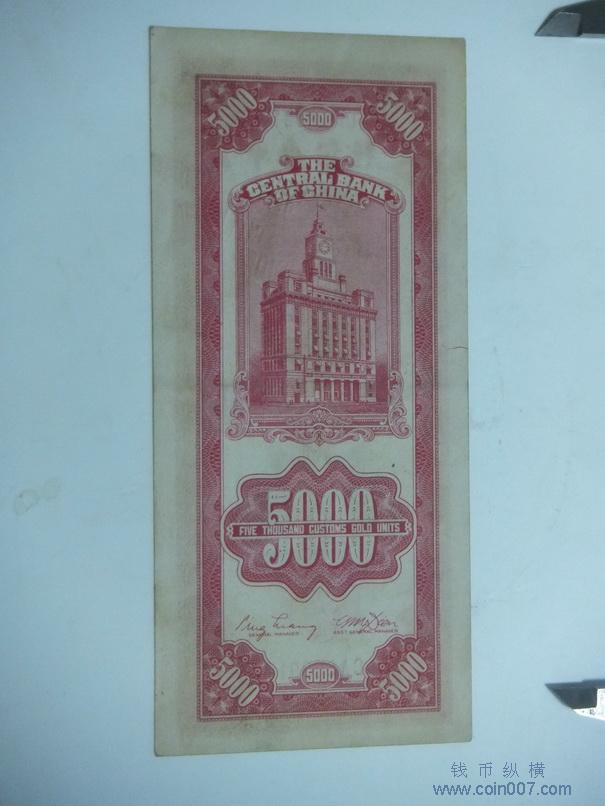 5000 5000 5000
THE
CENTRAL BANK
OF CHINA
5000
FIVE THOUSAND CUSTOMS GOLD UNITS
GENERAL MANAGER ASST GENERAL MANAGER
5000 5000 5000
钱币纵横
www.coin007.com